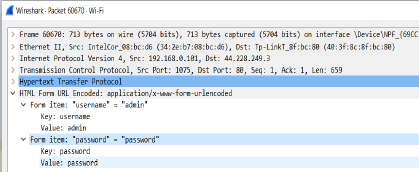 Wireshark · Packet 60670 · Wi-Fi
Frame 60670: 713 bytes on wire (5704 bits), 713 bytes captured (5704 bits) on interface \Device\NPF_{69CC
Ethernet II, Src: IntelCor_08:bc:d6 (34:2e:b7:08:bc:d6), Dst: Tp-LinkT_8f:bc:80 (40:3f:8c:8f:bc:80)
Internet Protocol Version 4, Src: 192.168.0.101, Dst: 44.228.249.3
Transmission Control Protocol, Src Port: 1075, Dst Port: 80, Seq: 1, Ack: 1, Len: 659
Hypertext Transfer Protocol
HTML Form URL Encoded: application/x-www-form-urlencoded
Form item: "username" = "admin"
Key: username
Value: admin
Form item: "password" = "password"
Key: password
Value: password